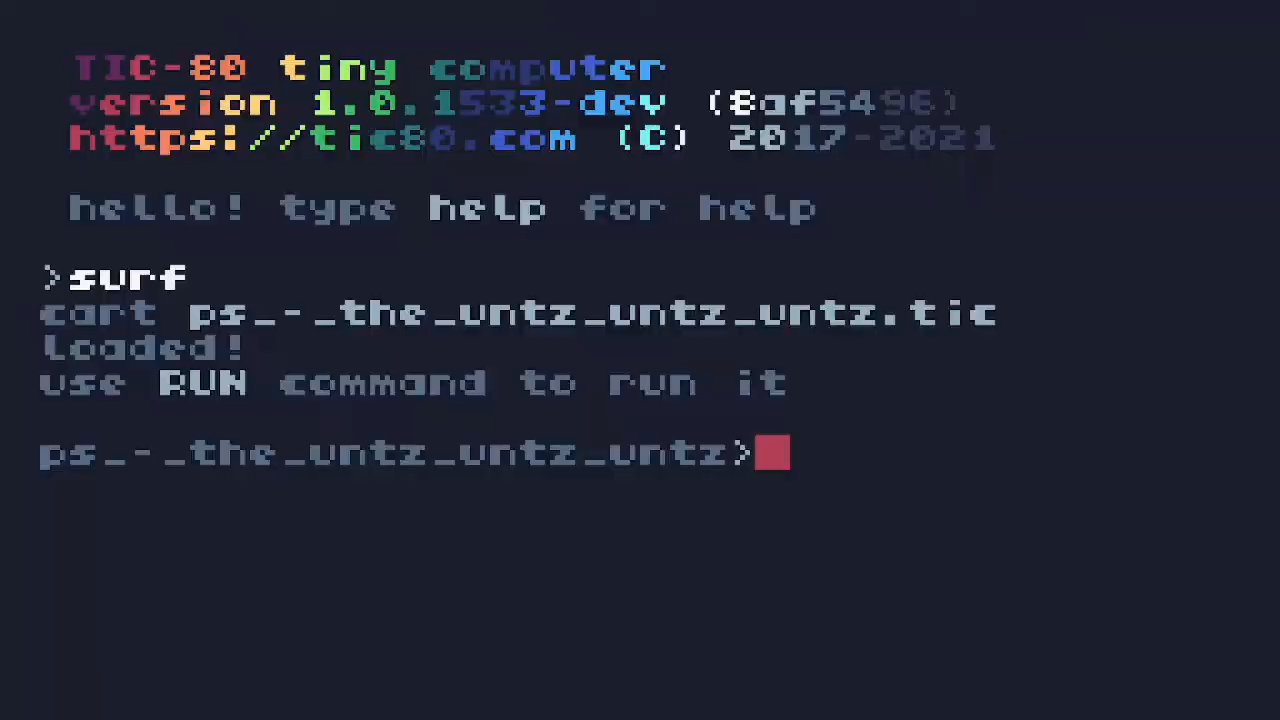 TIC-80 tiny computer
version 1.0.1533-dev (8af5496)
https://tic80.com (C) 2017-2021
hello! type help for help
>surf
cart ps_-_the_untz_untz_untz.tic
loaded!
use RUN command to run it
ps_-_the_untz_untz_untz>